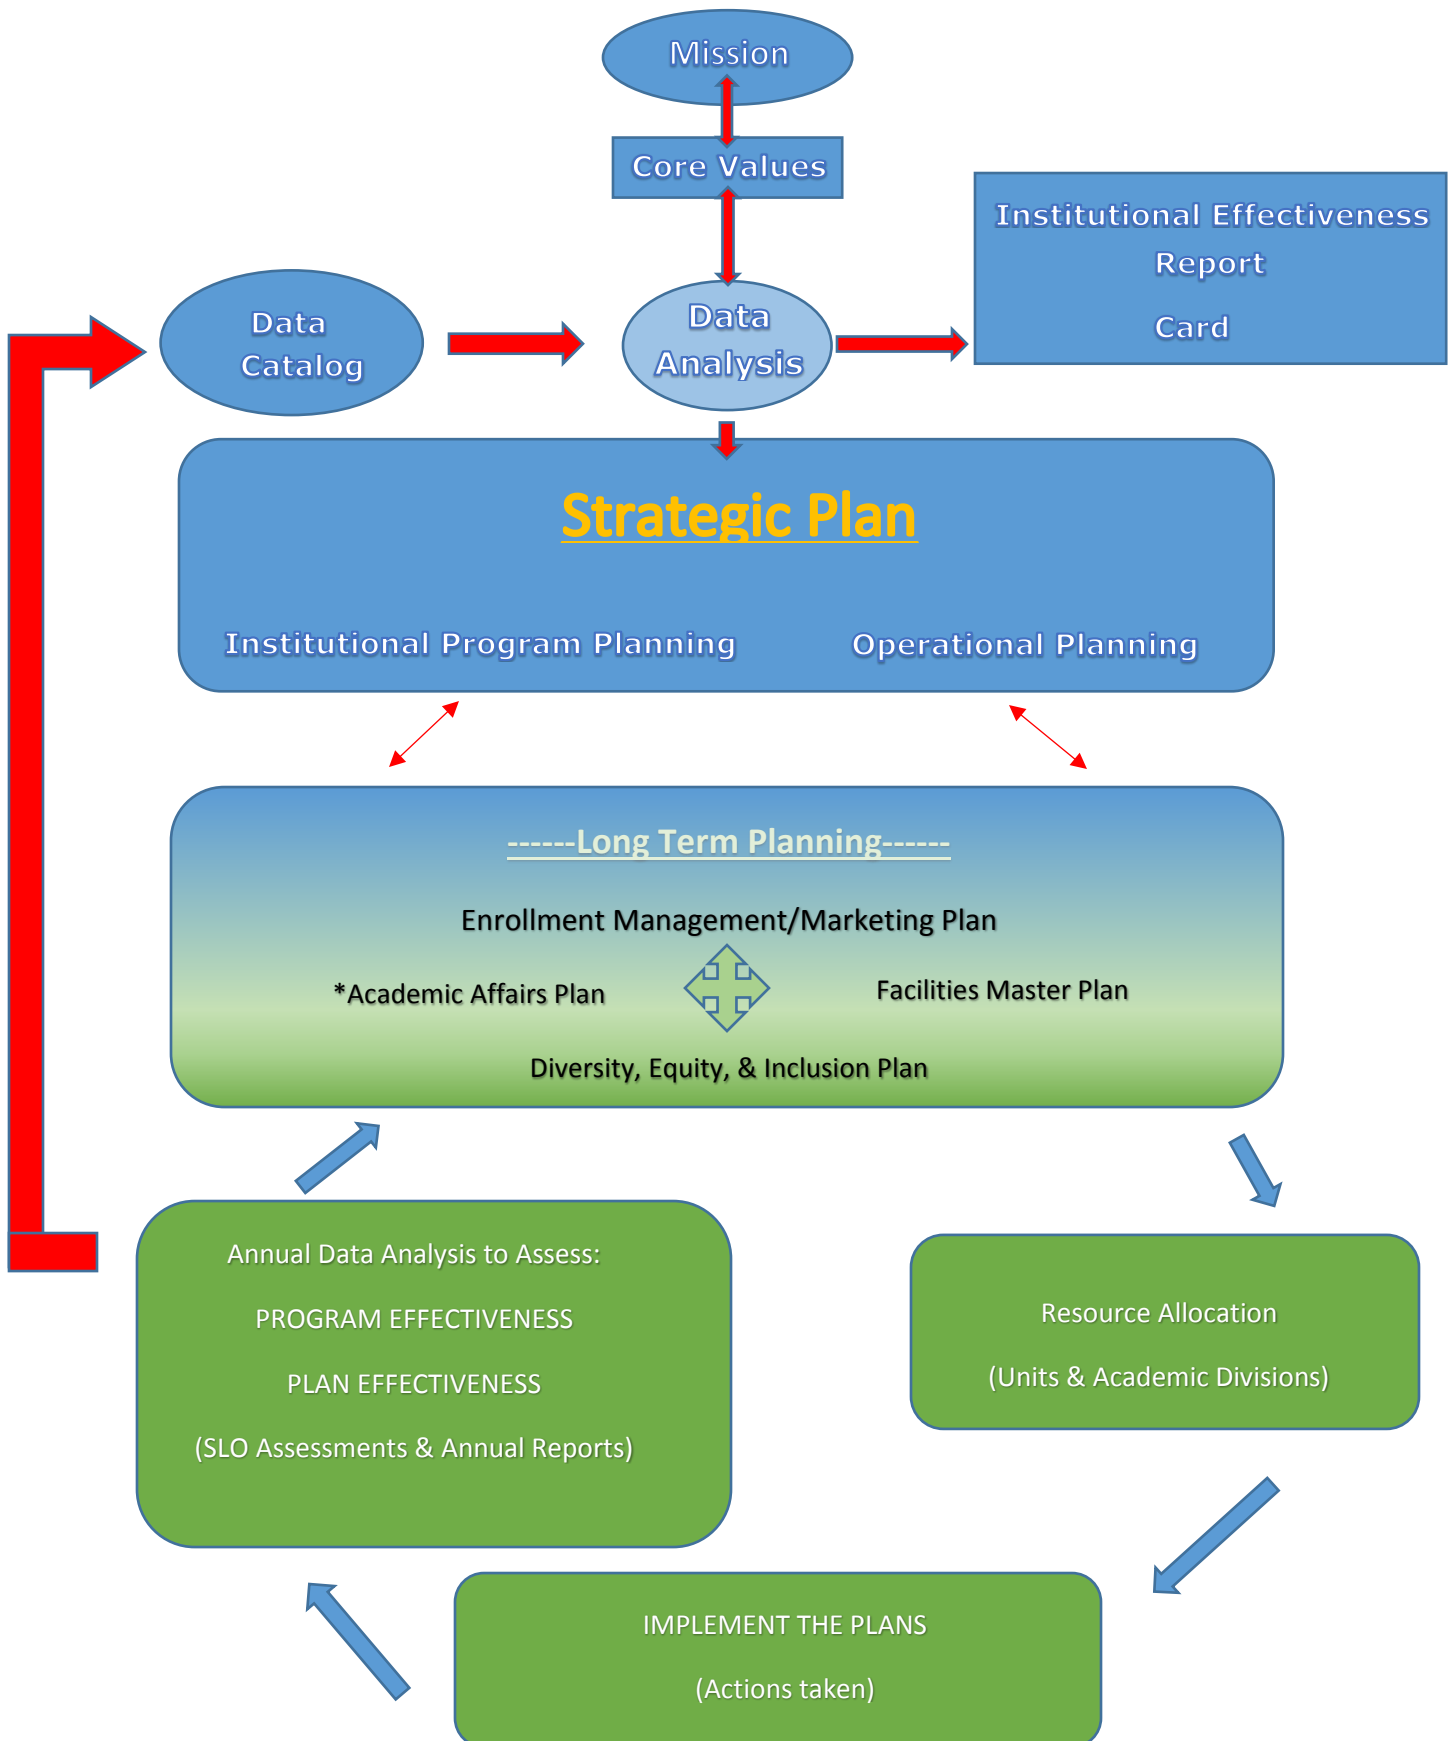 Mission
Core Values
Institutional Effectiveness
Report
Card
Data
Catalog
Data
Analysis
Strategic Plan
Institutional Program Planning
Operational Planning
------Long Term Planning------
Enrollment Management/Marketing Plan
*Academic Affairs Plan
Facilities Master Plan
Diversity, Equity, & Inclusion Plan
Annual Data Analysis to Assess:
PROGRAM EFFECTIVENESS
PLAN EFFECTIVENESS
(SLO Assessments & Annual Reports)
Resource Allocation
(Units & Academic Divisions)
IMPLEMENT THE PLANS
(Actions taken)